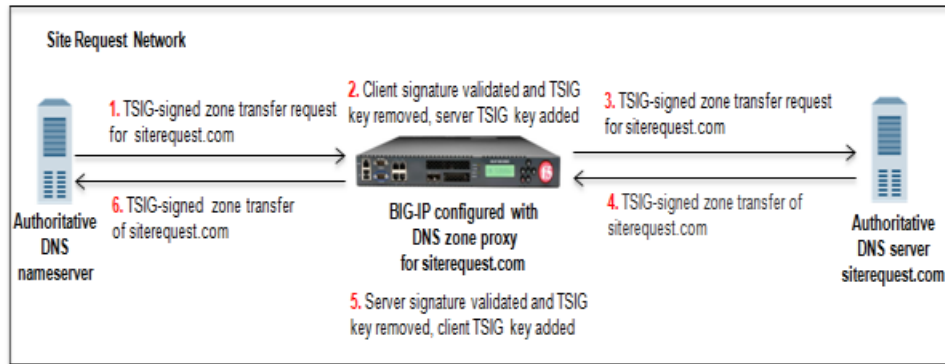 Site Request Network
1. TSIG-signed zone transfer request
for siterequest.com
2. Client signature validated and TSIG
key removed, server TSIG key added
3. TSIG-signed zone transfer request
for siterequest.com
6. TSIG-signed zone transfer
of siterequest.com
4. TSIG-signed zone transfer of
siterequest.com
Authoritative
DNS
nameserver
BIG-IP configured with
DNS zone proxy
for siterequest.com
Authoritative
DNS server
siterequest.com
5. Server signature validated and TSIG
key removed, client TSIG key added